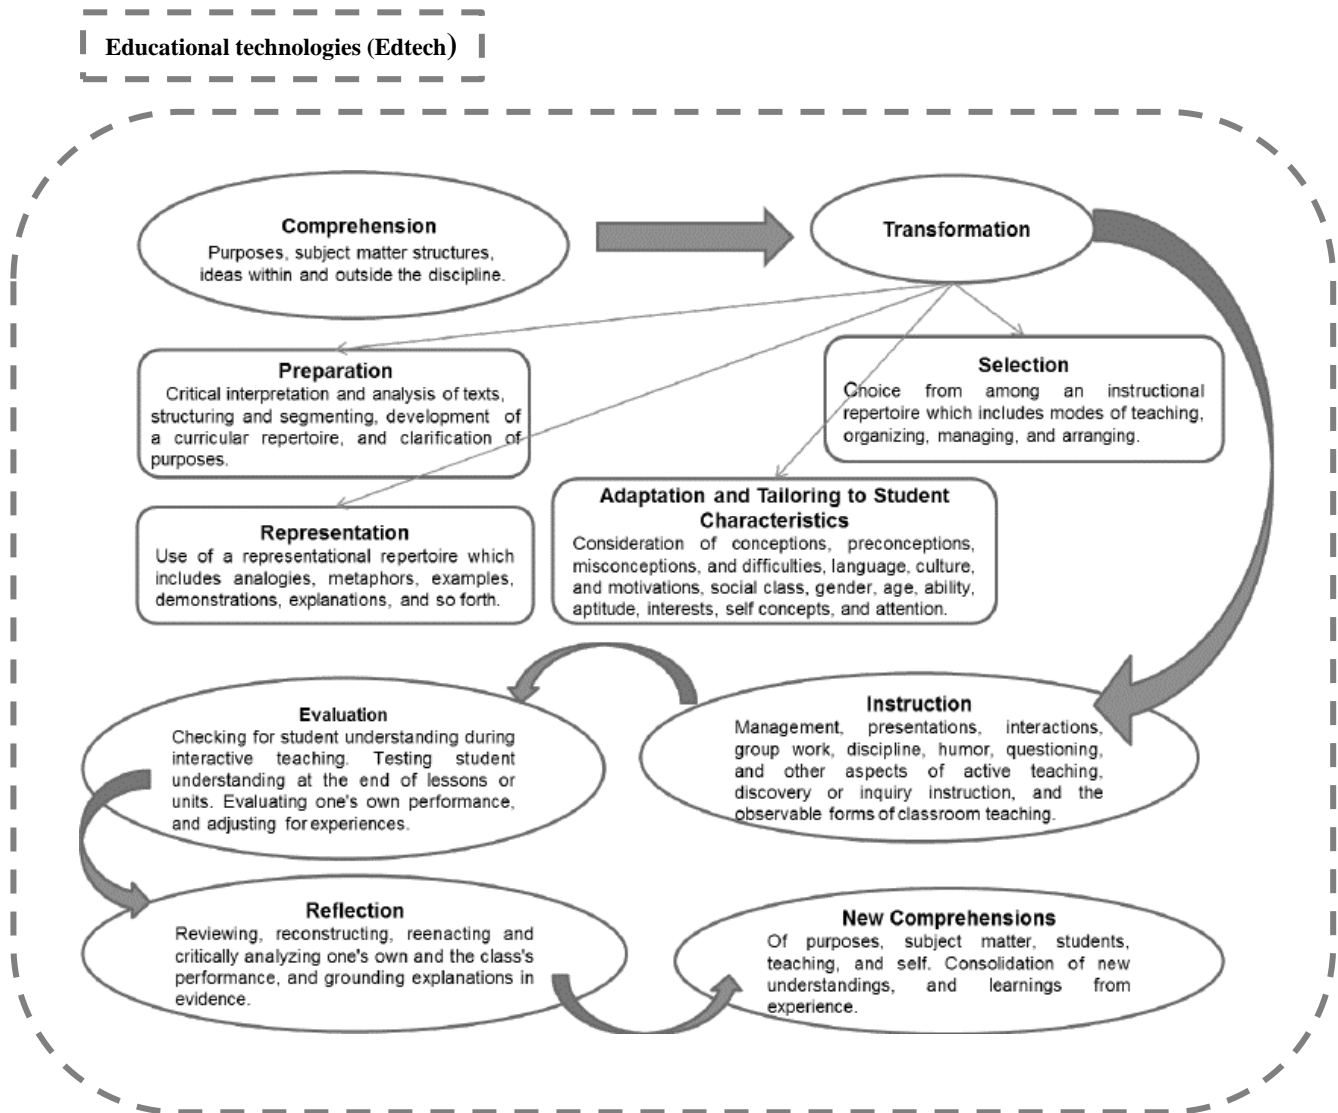 Educational technologies (Edtech)
Comprehension
Purposes, subject matter structures,
ideas within and outside the discipline.
Transformation
Preparation
Critical interpretation and analysis of texts,
structuring and segmenting, development of
a curricular repertoire, and clarification of
purposes.
Selection
Choice from among an instructional
repertoire which includes modes of teaching,
organizing, managing, and arranging.
Representation
Use of a representational repertoire which
includes analogies, metaphors, examples,
demonstrations, explanations, and so forth.
Adaptation and Tailoring to Student
Characteristics
Consideration of conceptions, preconceptions,
misconceptions, and difficulties, language, culture,
and motivations, social class, gender, age, ability,
aptitude, interests, self concepts, and attention.
Instruction
Management, presentations, interactions,
group work, discipline, humor, questioning,
and other aspects of active teaching,
discovery or inquiry instruction, and the
observable forms of classroom teaching.
Evaluation
Checking for student understanding during
interactive teaching. Testing student
understanding at the end of lessons or
units. Evaluating one's own performance,
and adjusting for experiences.
Reflection
Reviewing, reconstructing, reenacting and
critically analyzing one's own and the class's
performance, and grounding explanations in
evidence.
New Comprehensions
Of purposes, subject matter, students,
teaching, and self. Consolidation of new
understandings, and learnings from
experience.